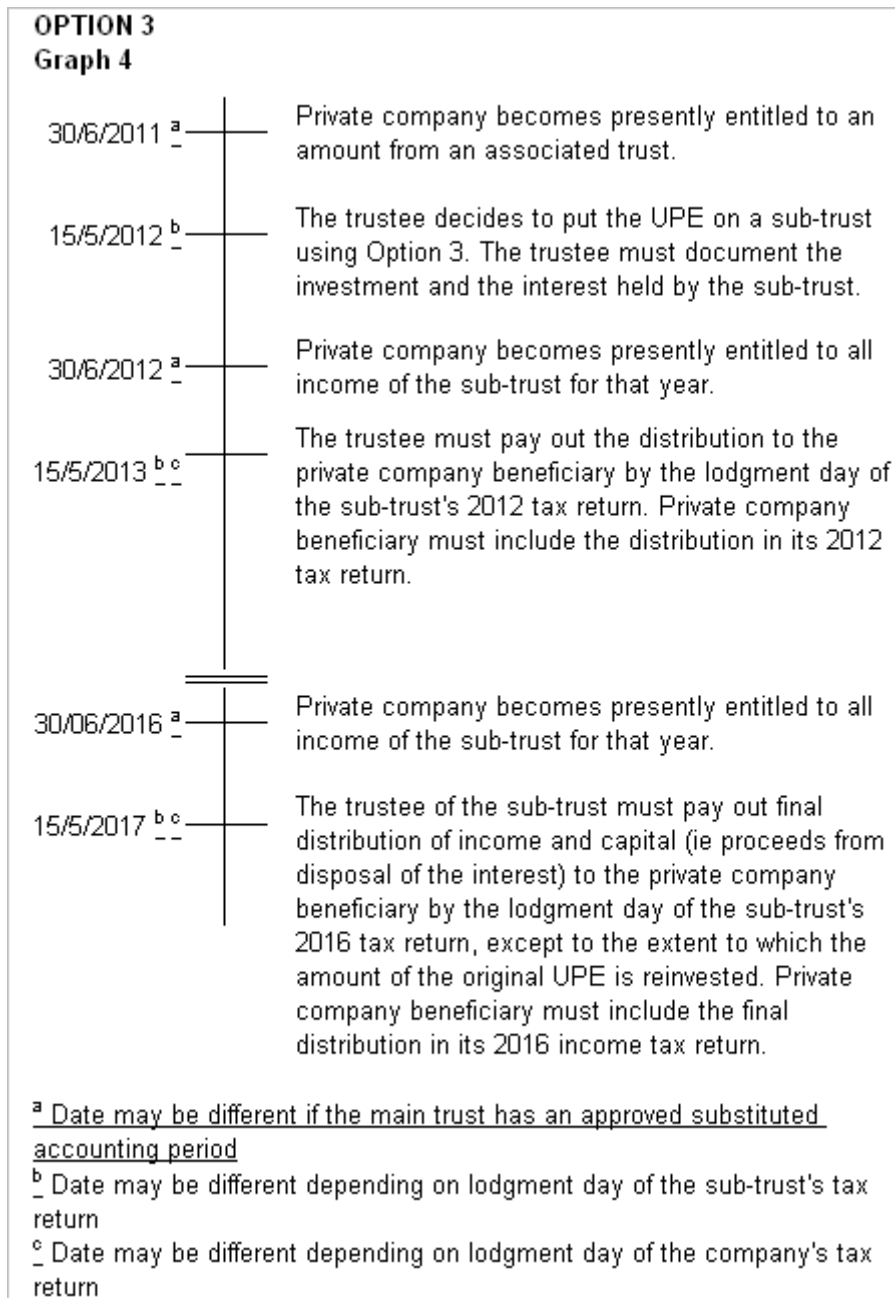 OPTION 3
Graph 4
30/6/2011 a
Private company becomes presently entitled to an
amount from an associated trust.
15/5/2012 b
The trustee decides to put the UPE on a sub-trust
using Option 3. The trustee must document the
investment and the interest held by the sub-trust.
30/6/2012 a
Private company becomes presently entitled to all
income of the sub-trust for that year.
15/5/2013 b c
The trustee must pay out the distribution to the
private company beneficiary by the lodgment day of
the sub-trust's 2012 tax return. Private company
beneficiary must include the distribution in its 2012
tax return.
30/06/2016 a
Private company becomes presently entitled to all
income of the sub-trust for that year.
15/5/2017 b c
The trustee of the sub-trust must pay out final
distribution of income and capital (ie proceeds from
disposal of the interest) to the private company
beneficiary by the lodgment day of the sub-trust's
2016 tax return, except to the extent to which the
amount of the original UPE is reinvested. Private
company beneficiary must include the final
distribution in its 2016 income tax return.
a Date may be different if the main trust has an approved substituted
accounting period
b Date may be different depending on lodgment day of the sub-trust's tax
return
c Date may be different depending on lodgment day of the company's tax
return